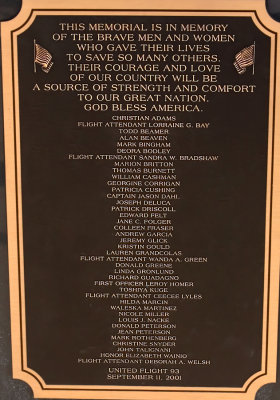 THIS MEMORIAL IS IN MEMORY
OF THE BRAVE MEN AND WOMEN
WHO GAVE THEIR LIVES
TO SAVE SO MANY OTHERS.
THEIR COURAGE AND LOVE
OF OUR COUNTRY WILL BE
A SOURCE OF STRENGTH AND COMFORT
TO OUR GREAT NATION.
GOD BLESS AMERICA.
CHRISTIAN ADAMS
FLIGHT ATTENDANT LORRAINE G. BAY
TODD BEAMER
ALAN BEAVEN
MARK BINGHAM
DEORA BODLEY
FLIGHT ATTENDANT SANDRA W. BRADSHAW
MARION BRITTON
THOMAS BURNETT
WILLIAM CASHMAN
GEORGINE CORRIGAN
PATRICIA CUSHING
CAPTAIN JASON DAHL
JOSEPH DELUCA
PATRICK DRISCOLL
EDWARD FELT
JANE C. FOLGER
COLLEEN FRASER
ANDREW GARCIA
JEREMY GLICK
KRISTIN GOULD
LAUREN GRANDCOLAS
FLIGHT ATTENDANT WANDA A. GREEN
DONALD GREENE
LINDA GRONLUND
RICHARD GUADAGNO
FIRST OFFICER LEROY HOMER
TOSHIYA KUGE
FLIGHT ATTENDANT CEECEE LYLES
HILDA MARCIN
WALESKA MARTINEZ
NICOLE MILLER
LOUIS J. NACKE
DONALD PETERSON
JEAN PETERSON
MARK ROTHENBERG
CHRISTINE SNYDER
JOHN TALIGNANI
HONOR ELIZABETH WAINIO
FLIGHT ATTENDANT DEBORAH A. WELSH
UNITED FLIGHT 93
SEPTEMBER 11, 2001